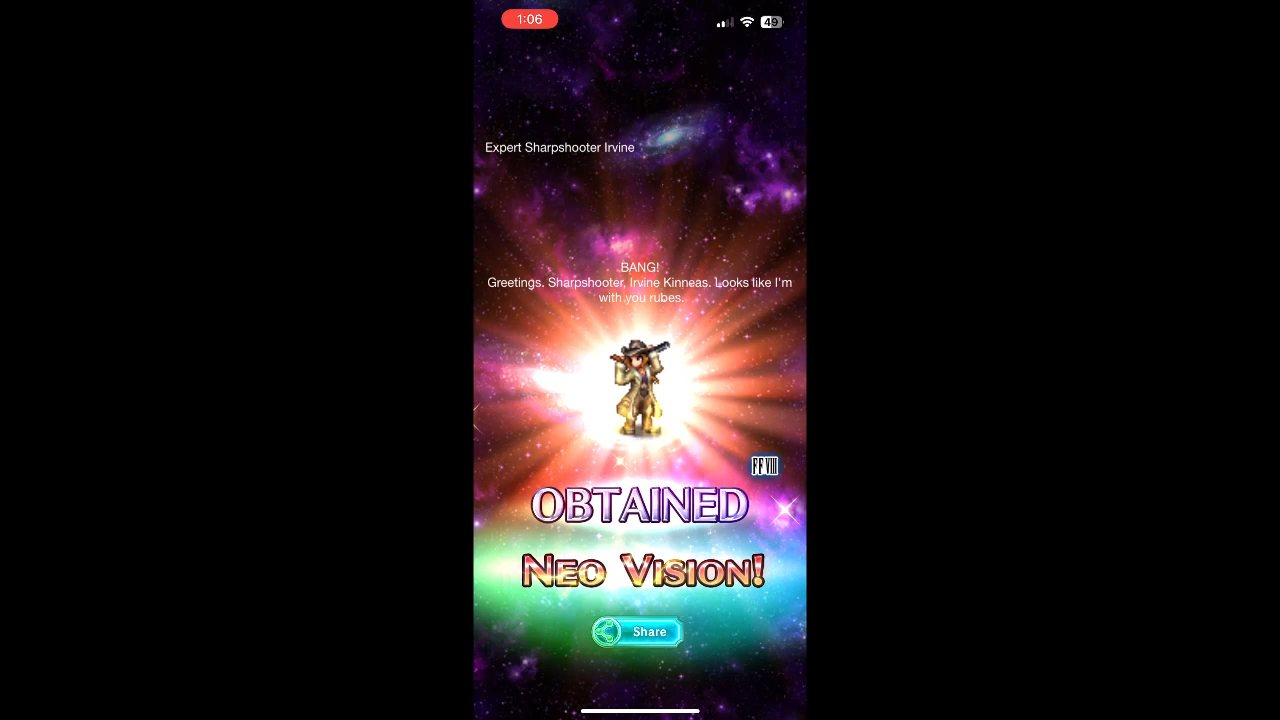 1:06
49
Expert Sharpshooter Irvine
BANG!
Greetings. Sharpshooter, Irvine Kinneas. Looks like I'm
with you rubes.
FFVIII
OBTAINED
NEO VISION!
Share